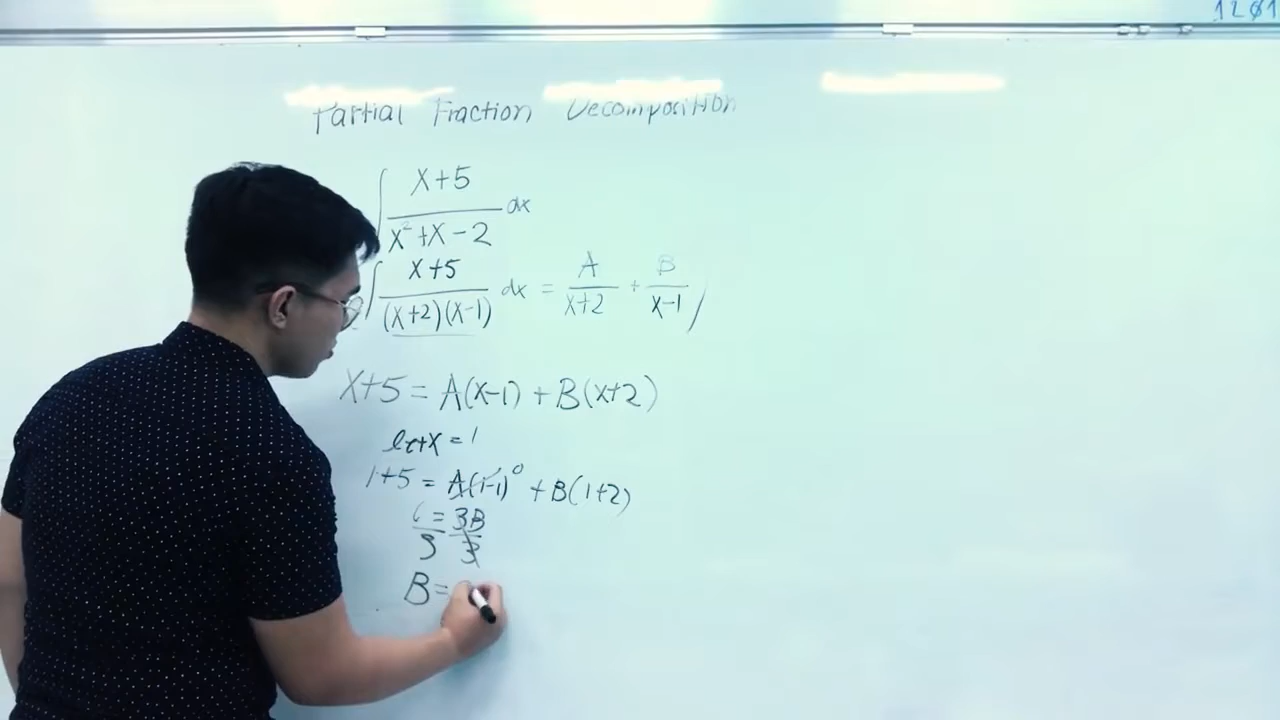 1201
Partial Fraction Decomposition
∫ x+5 / x²+x-2 dx
∫ x+5 / (x+2)(x-1) dx = A / x+2 + B / x-1
x+5 = A(x-1) + B(x+2)
let x = 1
1+5 = A(1-1)⁰ + B(1+2)
6 / 3 = 3B / 3
B =